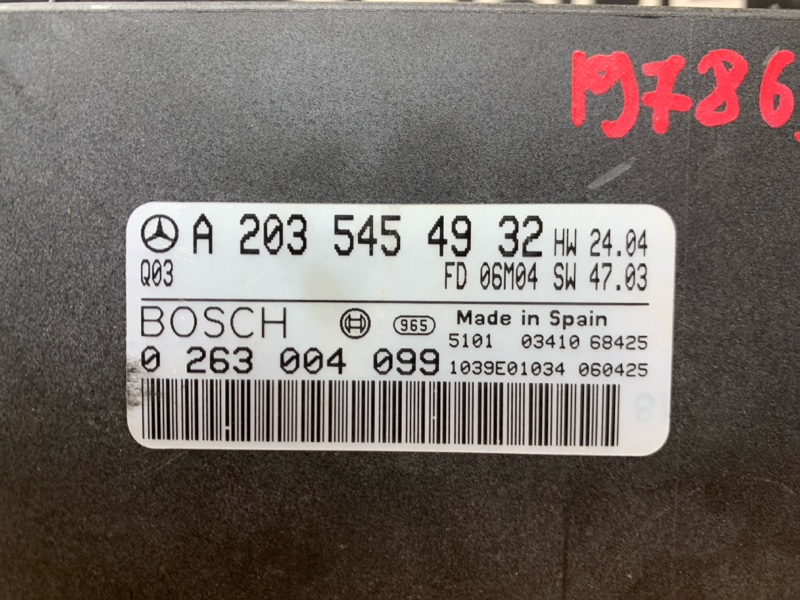 19786
A 203 545 49 32 HW 24.04
Q03 FD 06M04 SW 47.03
BOSCH 965 Made in Spain
5101 03410 68425
0 263 004 099 1039E01034 060425